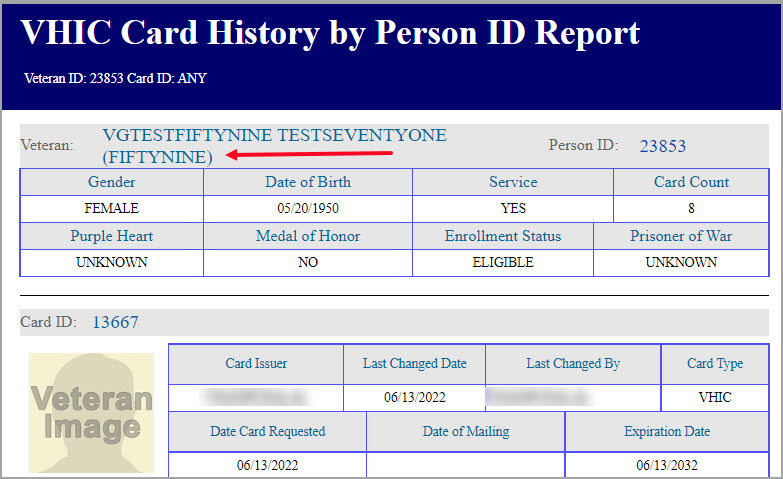 VHIC Card History by Person ID Report
Veteran ID: 23853 Card ID: ANY
Veteran: VGTESTFIFTYNINE TESTSEVENTYONE (FIFTYNINE) Person ID: 23853
Gender Date of Birth Service Card Count
FEMALE 05/20/1950 YES 8
Purple Heart Medal of Honor Enrollment Status Prisoner of War
UNKNOWN NO ELIGIBLE UNKNOWN
Card ID: 13667
Veteran Image
Card Issuer Last Changed Date Last Changed By Card Type
06/13/2022 VHIC
Date Card Requested Date of Mailing Expiration Date
06/13/2022 06/13/2032